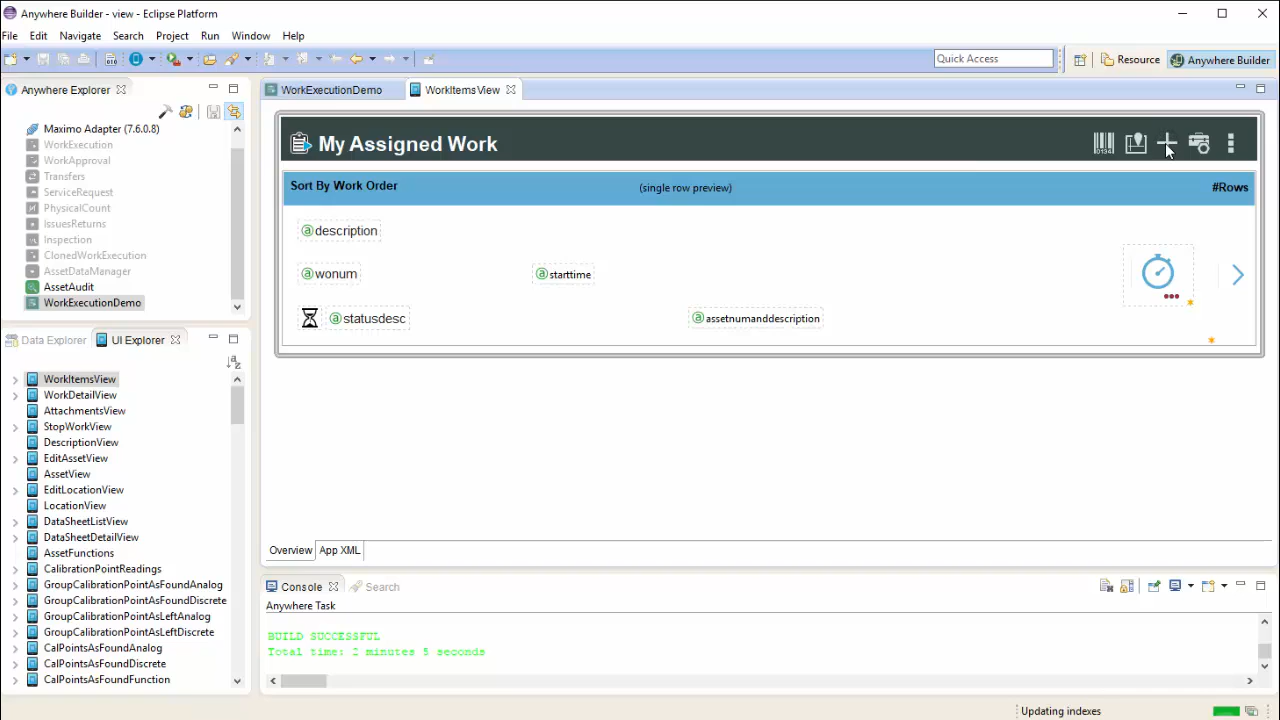 Anywhere Builder - view - Eclipse Platform
File Edit Navigate Search Project Run Window Help
Quick Access
Resource
Anywhere Builder
Anywhere Explorer
Maximo Adapter (7.6.0.8)
WorkExecution
WorkApproval
Transfers
ServiceRequest
PhysicalCount
IssuesReturns
Inspection
ClonedWorkExecution
AssetDataManager
AssetAudit
WorkExecutionDemo
Data Explorer UI Explorer
WorkItemsView
WorkDetailView
AttachmentsView
StopWorkView
DescriptionView
EditAssetView
AssetView
EditLocationView
LocationView
DataSheetListView
DataSheetDetailView
AssetFunctions
CalibrationPointReadings
GroupCalibrationPointAsFoundAnalog
GroupCalibrationPointAsFoundDiscrete
GroupCalibrationPointAsLeftAnalog
GroupCalibrationPointAsLeftDiscrete
CalPointsAsFoundAnalog
CalPointsAsFoundDiscrete
CalPointsAsFoundFunction
WorkExecutionDemo WorkItemsView
My Assigned Work
Sort By Work Order (single row preview) #Rows
@description
@wonum @starttime
@statusdesc @assetnumanddescription
Overview App XML
Console Search
Anywhere Task
BUILD SUCCESSFUL
Total time: 2 minutes 5 seconds
Updating indexes